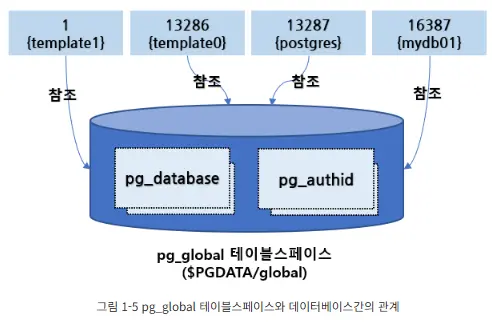 1
{template1}
13286
{template0}
13287
{postgres}
16387
{mydb01}
참조
참조
참조
참조
pg_database
pg_authid
pg_global 테이블스페이스
($PGDATA/global)
그림 1-5 pg_global 테이블스페이스와 데이터베이스간의 관계